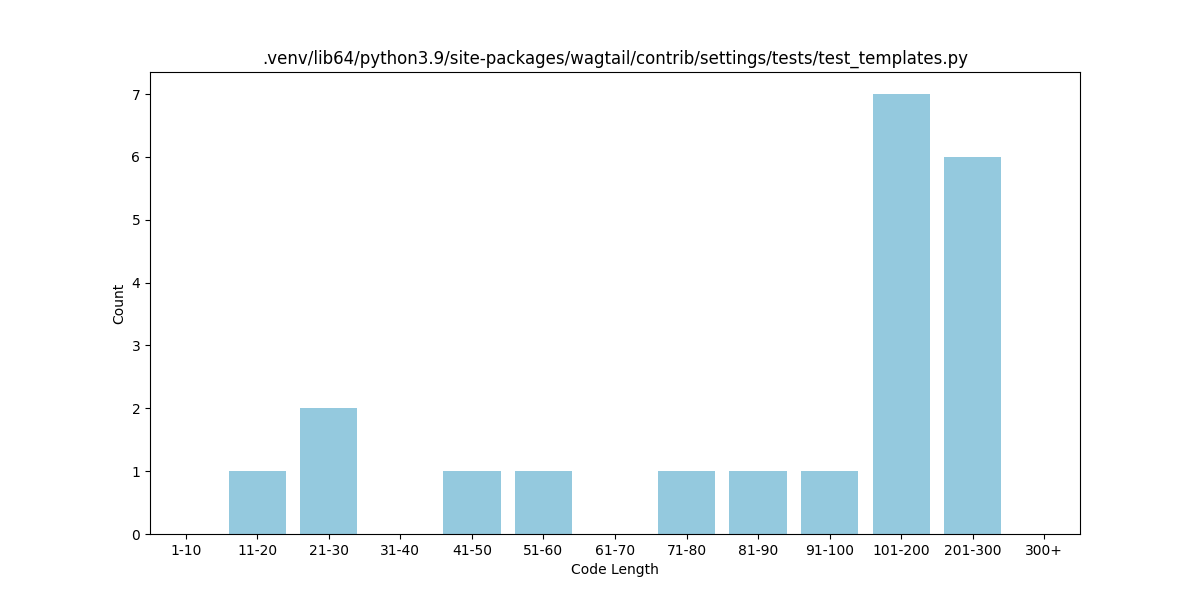 .venv/lib64/python3.9/site-packages/wagtail/contrib/settings/tests/test_templates.py
7
6
5
4
3
2
1
0
Count
1-10 11-20 21-30 31-40 41-50 51-60 61-70 71-80 81-90 91-100 101-200 201-300 300+
Code Length